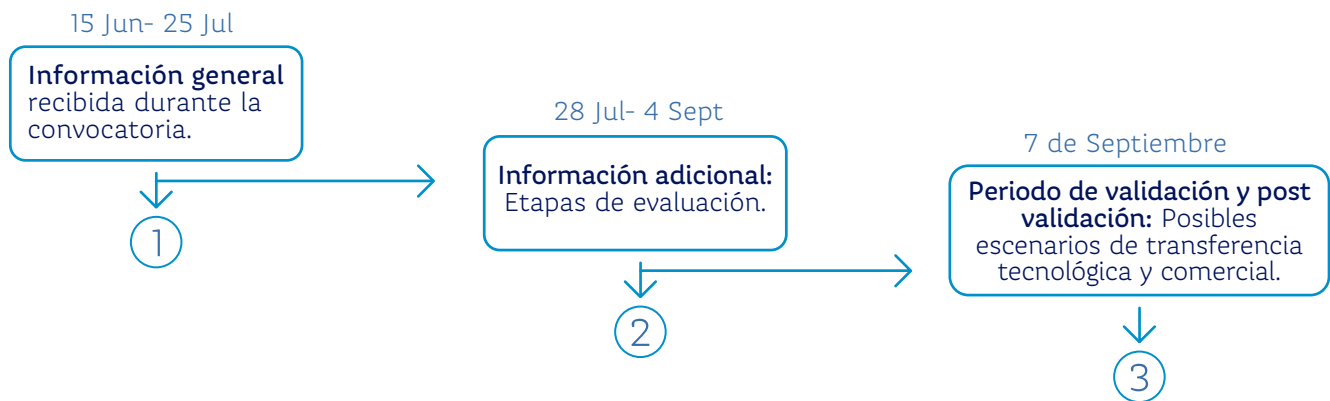 15 Jun- 25 Jul
Información general
recibida durante la
convocatoria.
1
28 Jul- 4 Sept
Información adicional:
Etapas de evaluación.
2
7 de Septiembre
Periodo de validación y post
validación: Posibles
escenarios de transferencia
tecnológica y comercial.
3